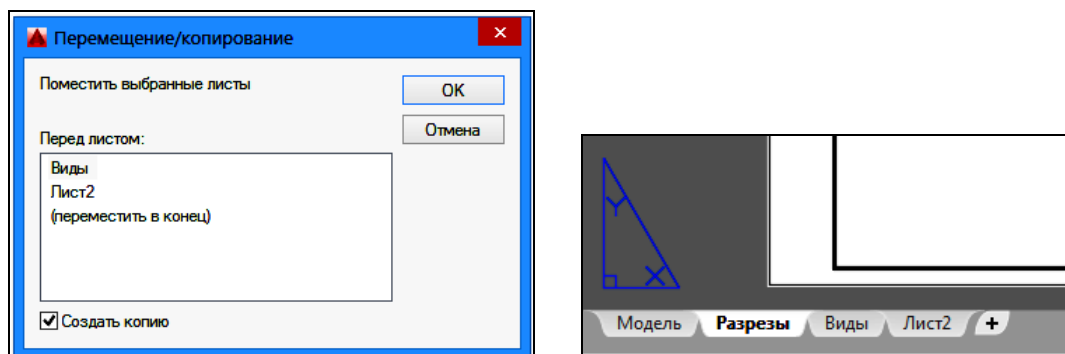 Перемещение/копирование
Поместить выбранные листы
OK
Отмена
Перед листом:
Виды
Лист2
(переместить в конец)
Создать копию
Y
X
Модель Разрезы Виды Лист2 +